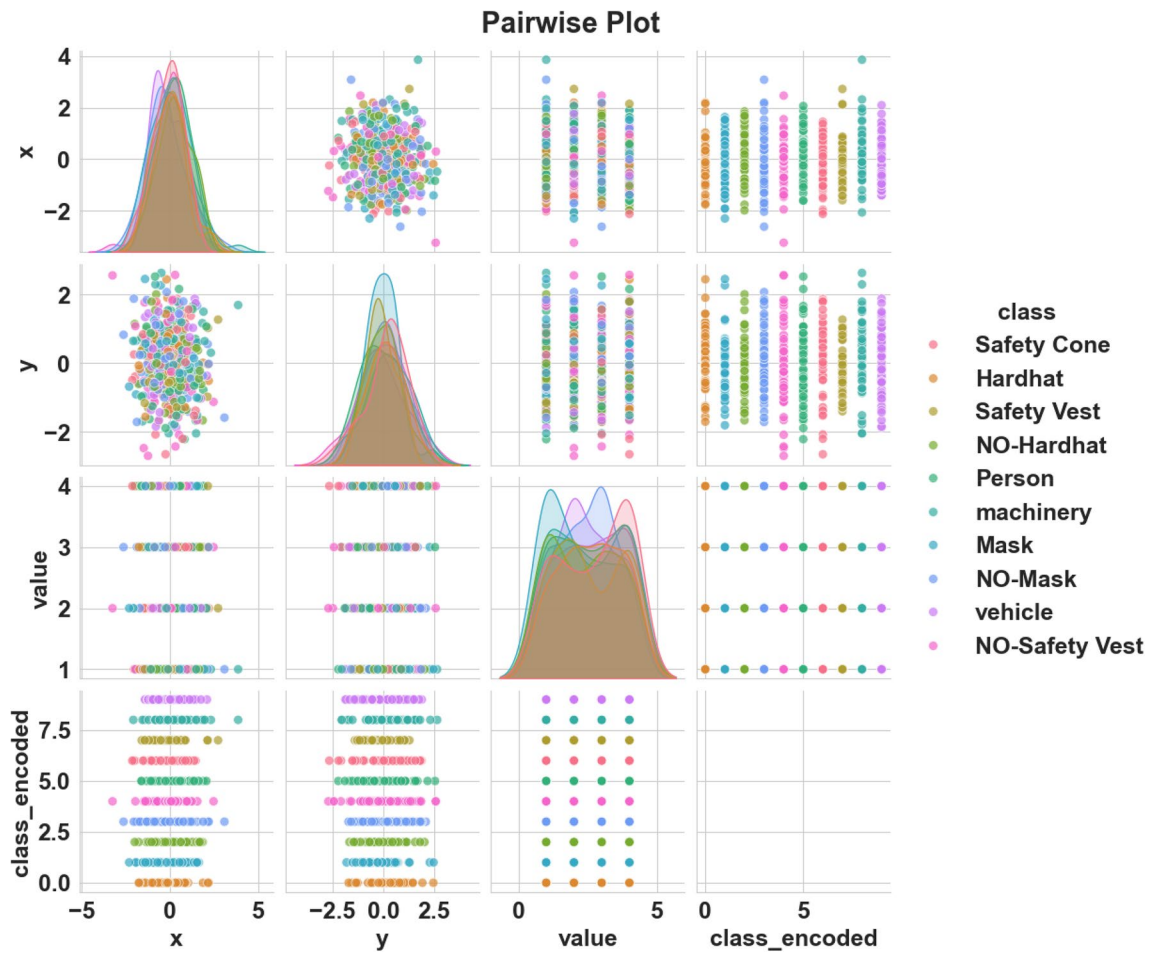 Pairwise Plot
4
2
0
−2
x
2
0
−2
y
4
3
2
1
value
7.5
5.0
2.5
0.0
class_encoded
−5 0 5
x
−2.5 0.0 2.5
y
0 5
value
0 5
class_encoded
class
Safety Cone
Hardhat
Safety Vest
NO-Hardhat
Person
machinery
Mask
NO-Mask
vehicle
NO-Safety Vest